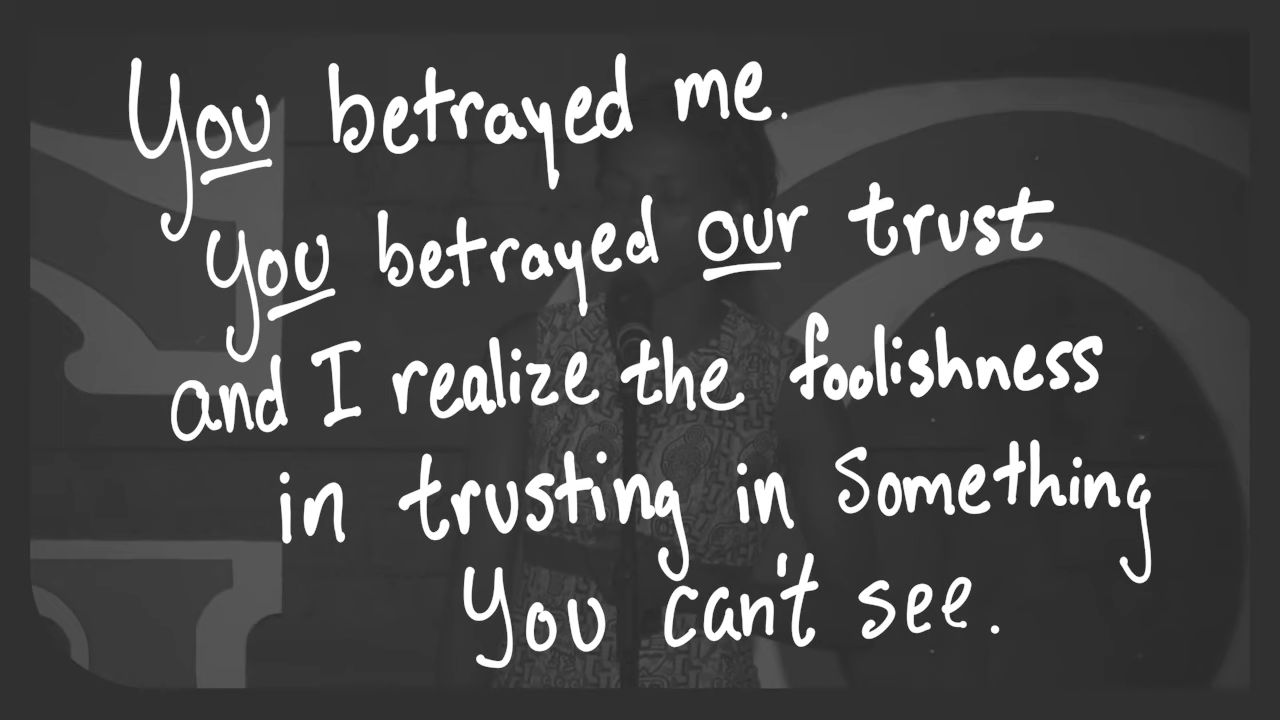 You betrayed me.
You betrayed our trust
and I realize the foolishness
in trusting in something
You can't see.